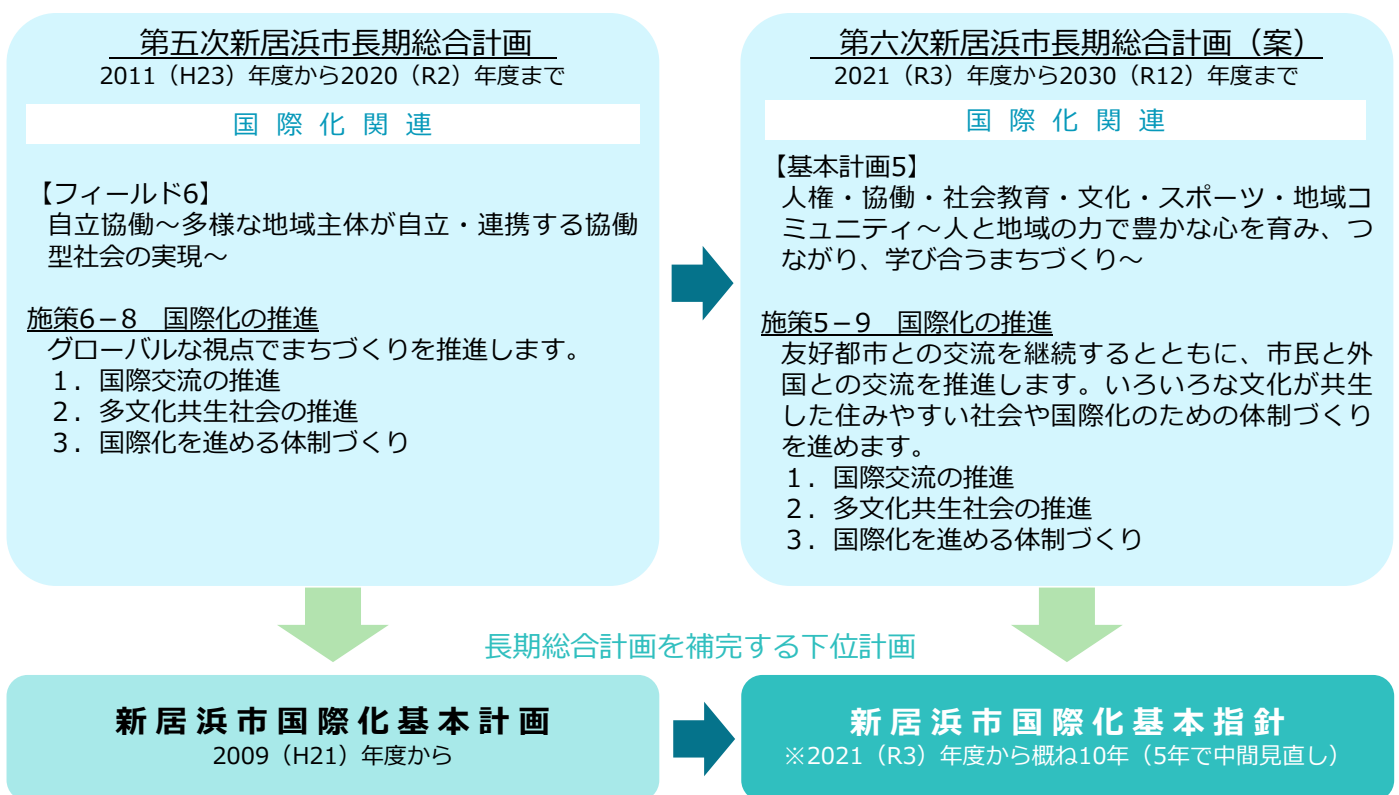 第五次新居浜市長期総合計画
2011（H23）年度から2020（R2）年度まで
国際化関連
【フィールド6】
自立協働～多様な地域主体が自立・連携する協働
型社会の実現～
施策6－8　国際化の推進
グローバルな視点でまちづくりを推進します。
１．国際交流の推進
２．多文化共生社会の推進
３．国際化を進める体制づくり
第六次新居浜市長期総合計画（案）
2021（R3）年度から2030（R12）年度まで
国際化関連
【基本計画5】
人権・協働・社会教育・文化・スポーツ・地域コ
ミュニティ～人と地域の力で豊かな心を育み、つ
ながり、学び合うまちづくり～
施策5－9　国際化の推進
友好都市との交流を継続するとともに、市民と外
国との交流を推進します。いろいろな文化が共生
した住みやすい社会や国際化のための体制づくり
を進めます。
１．国際交流の推進
２．多文化共生社会の推進
３．国際化を進める体制づくり
長期総合計画を補完する下位計画
新居浜市国際化基本計画
2009（H21）年度から
新居浜市国際化基本指針
※2021（R3）年度から概ね10年（5年で中間見直し）